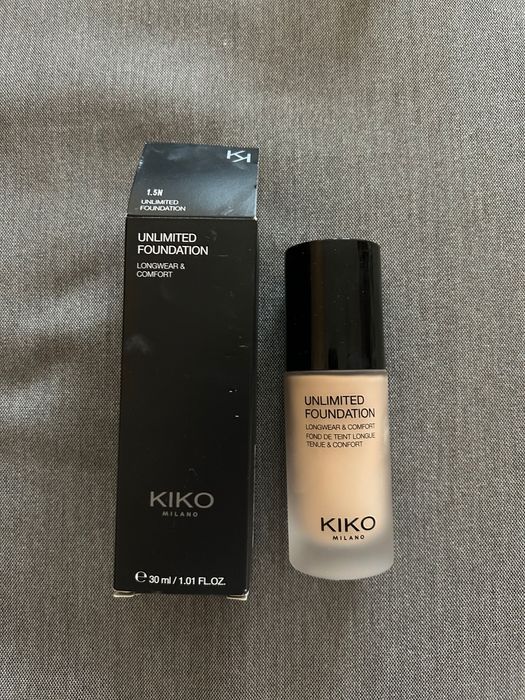 1.5N
UNLIMITED
FOUNDATION
UNLIMITED
FOUNDATION
LONGWEAR &
COMFORT
KIKO
MILANO
e 30 ml / 1.01 FL.OZ.
UNLIMITED
FOUNDATION
LONGWEAR & COMFORT
FOND DE TEINT LONGUE
TENUE & CONFORT
KIKO
MILANO